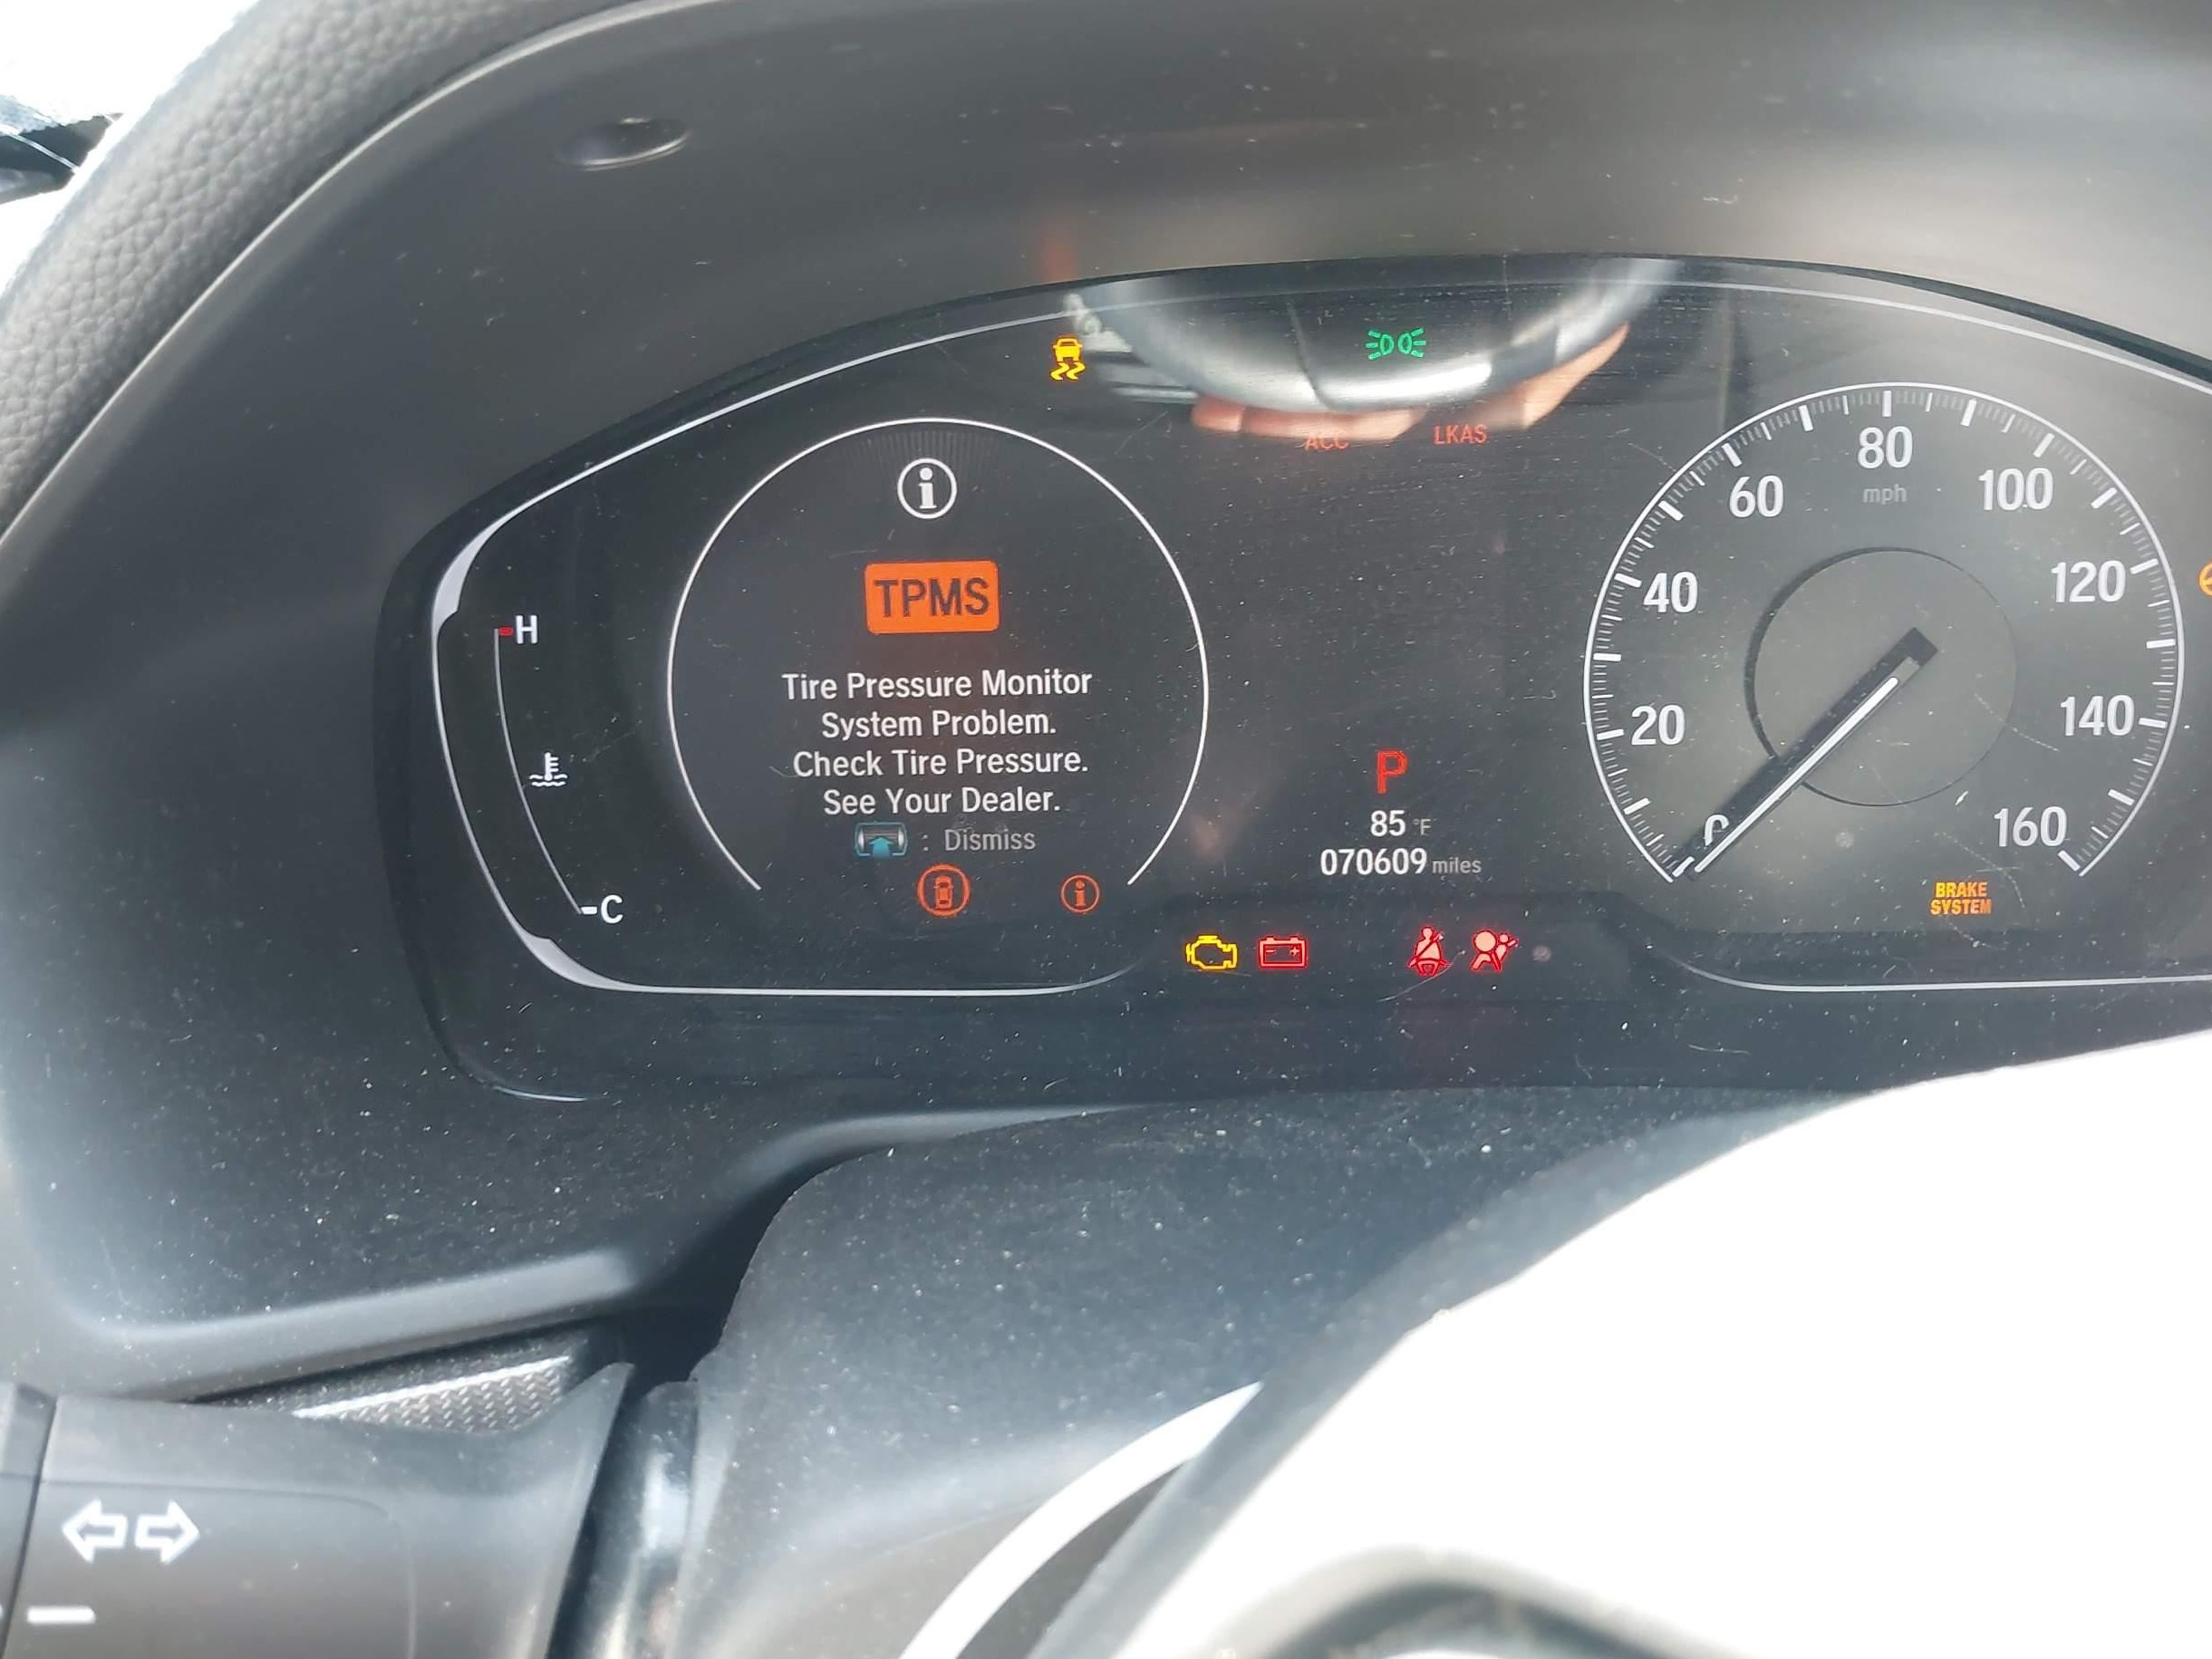 ACC LKAS
TPMS
Tire Pressure Monitor
System Problem.
Check Tire Pressure.
See Your Dealer.
: Dismiss
H
C
P
85 °F
070609 miles
20
40
60
80
mph
100
120
140
160
BRAKE
SYSTEM